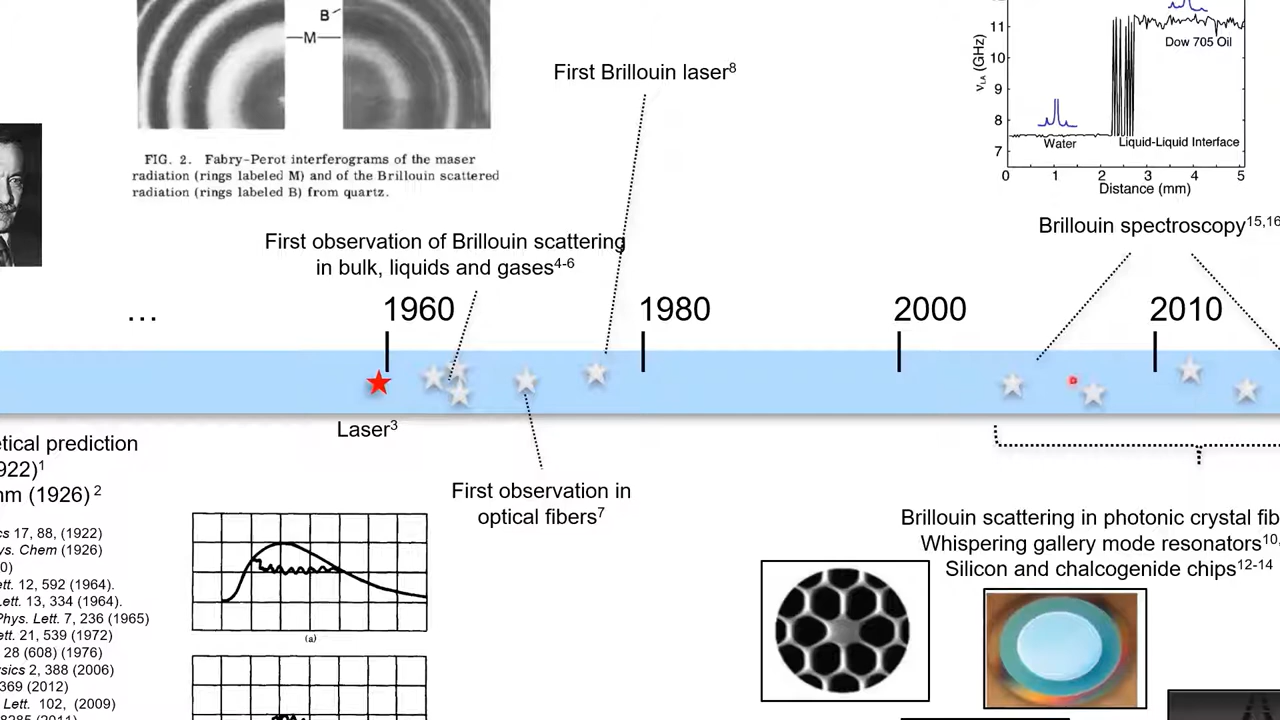 B
M
FIG. 2. Fabry-Perot interferograms of the maser
radiation (rings labeled M) and of the Brillouin scattered
radiation (rings labeled B) from quartz.
First Brillouin laser⁸
11
10
9
8
7
ν_LA (GHz)
Dow 705 Oil
Water
Liquid-Liquid Interface
0 1 2 3 4 5
Distance (mm)
Brillouin spectroscopy¹⁵,¹⁶
First observation of Brillouin scattering
in bulk, liquids and gases⁴⁻⁶
... 1960 1980 2000 2010
Laser³
First observation in
optical fibers⁷
etical prediction
922)¹
nm (1926) ²
cs 17, 88, (1922)
ys. Chem (1926)
0)
ett. 12, 592 (1964).
Lett. 13, 334 (1964).
Phys. Lett. 7, 236 (1965)
ett. 21, 539 (1972)
28 (608) (1976)
sics 2, 388 (2006)
369 (2012)
Lett. 102, (2009)
(a)
Brillouin scattering in photonic crystal fib
Whispering gallery mode resonators¹⁰,
Silicon and chalcogenide chips¹²⁻¹⁴